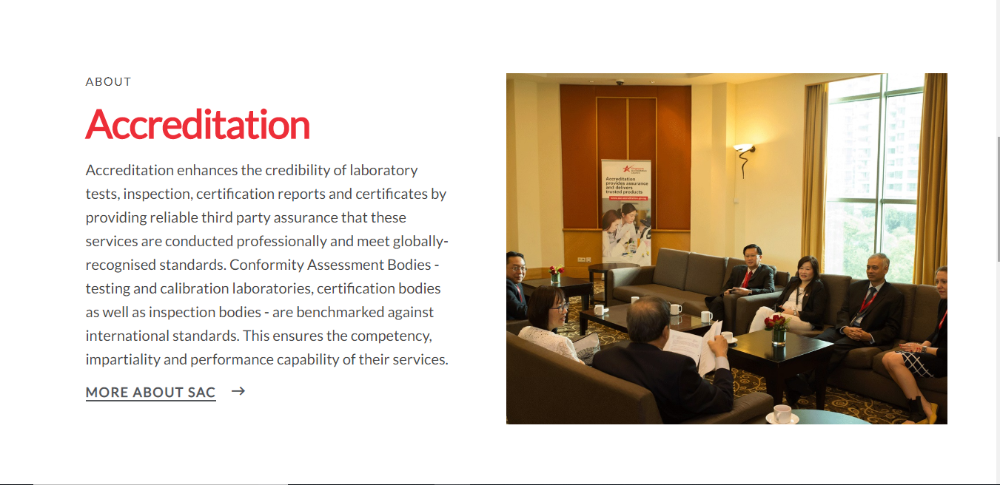 ABOUT
Accreditation
Accreditation enhances the credibility of laboratory
tests, inspection, certification reports and certificates by
providing reliable third party assurance that these
services are conducted professionally and meet globally-
recognised standards. Conformity Assessment Bodies -
testing and calibration laboratories, certification bodies
as well as inspection bodies - are benchmarked against
international standards. This ensures the competency,
impartiality and performance capability of their services.
MORE ABOUT SAC →
Accreditation
provides assurance
and delivers
trusted products